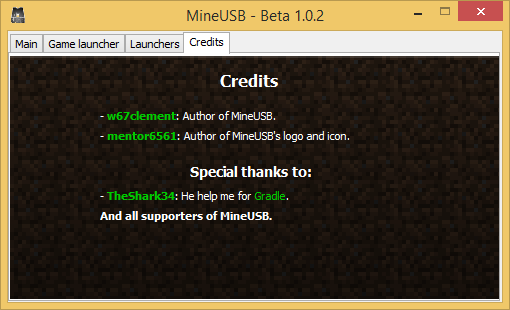 MineUSB - Beta 1.0.2
Main Game launcher Launchers Credits
Credits
- w67clement: Author of MineUSB.
- mentor6561: Author of MineUSB's logo and icon.
Special thanks to:
- TheShark34: He help me for Gradle.
And all supporters of MineUSB.